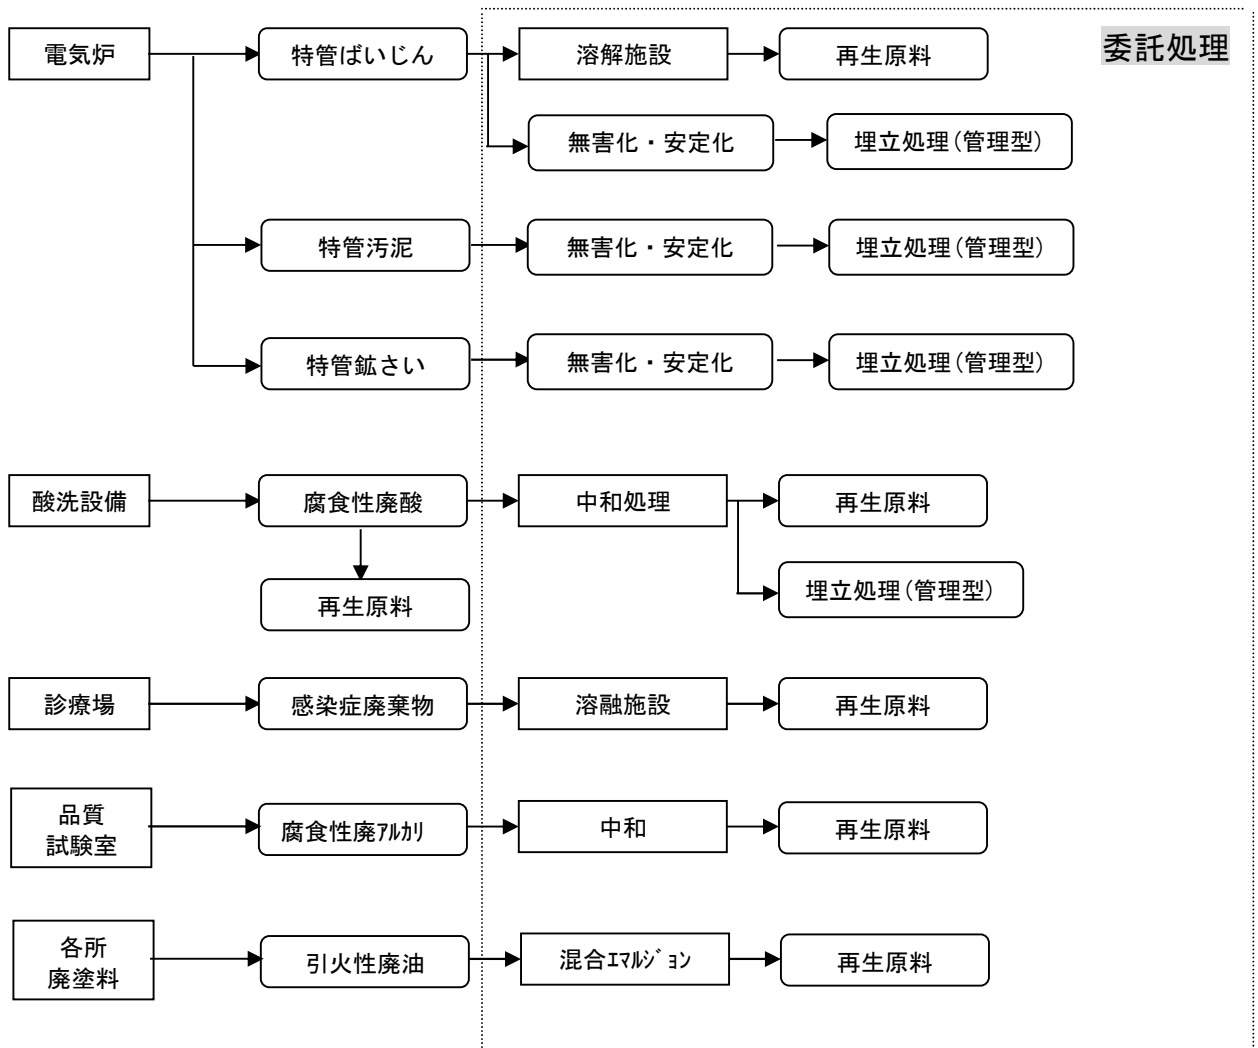 委託処理
電気炉
特管ばいじん
溶解施設
再生原料
無害化・安定化
埋立処理(管理型)
特管汚泥
無害化・安定化
埋立処理(管理型)
特管鉱さい
無害化・安定化
埋立処理(管理型)
酸洗設備
腐食性廃酸
中和処理
再生原料
埋立処理(管理型)
再生原料
診療場
感染症廃棄物
溶融施設
再生原料
品質
試験室
腐食性廃ｱﾙｶﾘ
中和
再生原料
各所
廃塗料
引火性廃油
混合ｴﾏﾙｼﾞｮﾝ
再生原料